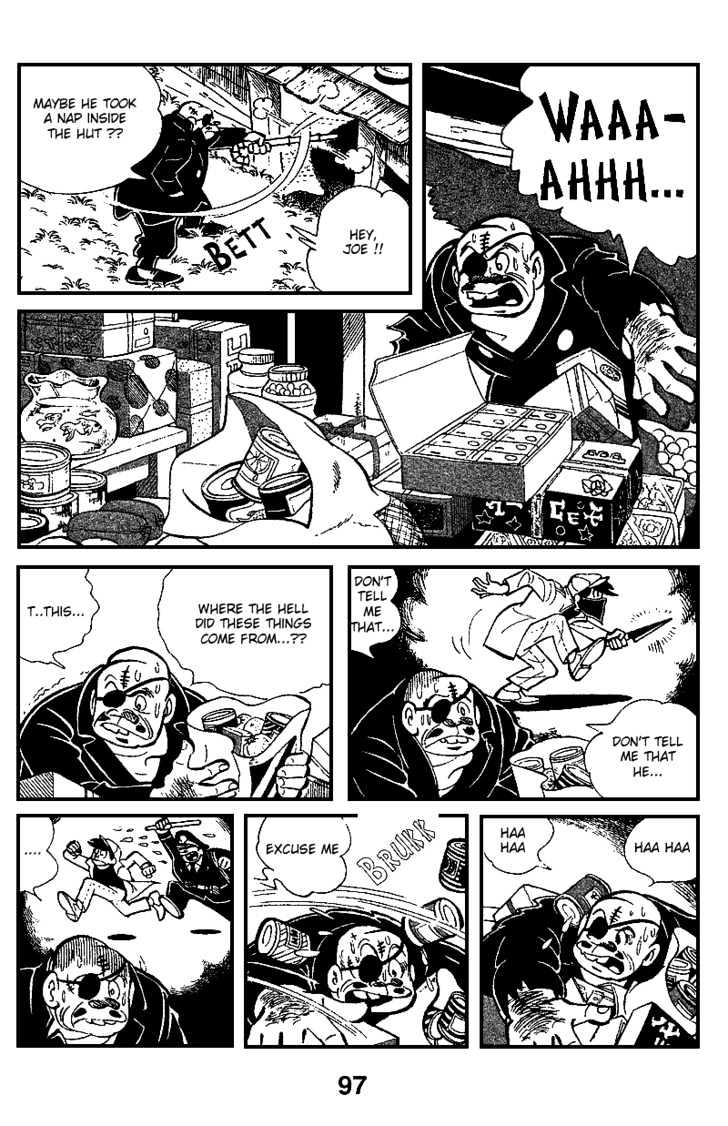 MAYBE HE TOOK
A NAP INSIDE
THE HUT ??
BETT
HEY,
JOE !!
WAAA-
AHHH...
T..THIS...
WHERE THE HELL
DID THESE THINGS
COME FROM...??
DON'T
TELL
ME
THAT...
DON'T TELL
ME THAT
HE...
....
EXCUSE ME
BRUKK
HAA
HAA
HAA HAA
97